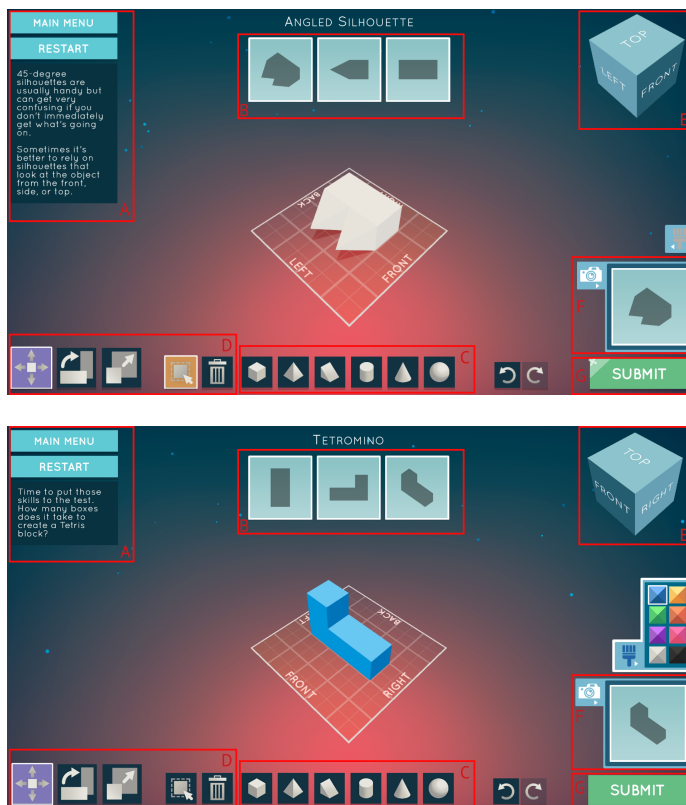 MAIN MENU
RESTART
45-degree
silhouettes are
usually handy but
can get very
confusing if you
don't immediately
get what's going
on.
Sometimes it's
better to rely on
silhouettes that
look at the object
from the front,
side, or top.
A
ANGLED SILHOUETTE
B
TOP
LEFT
FRONT
E
BACK
LEFT
FRONT
F
D
C
G
SUBMIT
MAIN MENU
RESTART
Time to put those
skills to the test.
How many boxes
does it take to
create a Tetris
block?
A
TETROMINO
B
TOP
FRONT
RIGHT
E
BACK
FRONT
RIGHT
F
D
C
G
SUBMIT